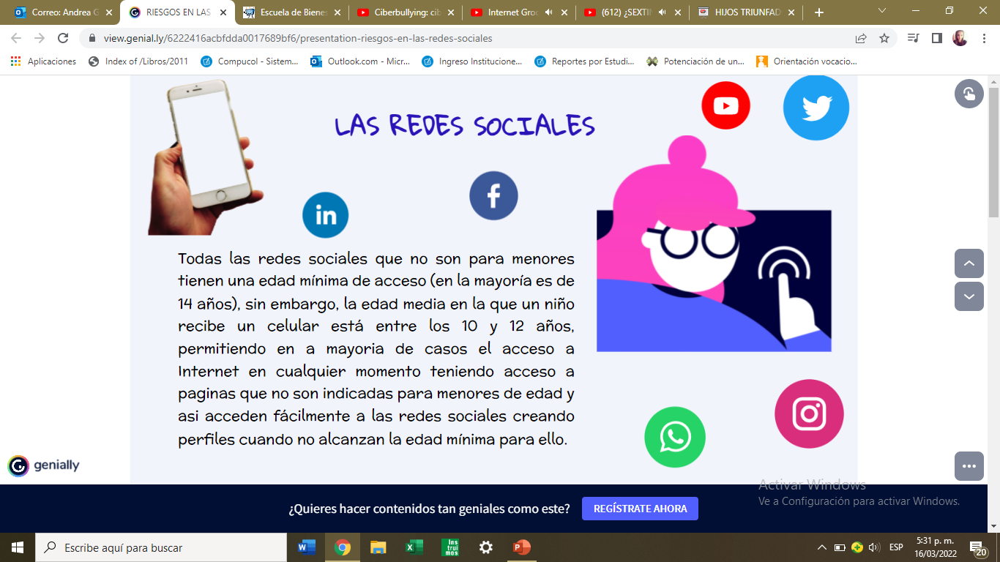 Correo: Andrea G
RIESGOS EN LAS
Escuela de Bienes
Ciberbullying: cib
Internet Groo
(612) ¿SEXTIN
HIJOS TRIUNFAD
view.genial.ly/6222416acbfdda0017689bf6/presentation-riesgos-en-las-redes-sociales
Aplicaciones
Index of /Libros/2011
Compucol - Sistem...
Outlook.com - Micr...
Ingreso Institucione...
Reportes por Estudi...
Potenciación de un...
Orientación vocacio...
LAS REDES SOCIALES
in
f
Todas las redes sociales que no son para menores
tienen una edad mínima de acceso (en la mayoría es de
14 años), sin embargo, la edad media en la que un niño
recibe un celular está entre los 10 y 12 años,
permitiendo en a mayoria de casos el acceso a
Internet en cualquier momento teniendo acceso a
paginas que no son indicadas para menores de edad y
asi acceden fácilmente a las redes sociales creando
perfiles cuando no alcanzan la edad mínima para ello.
genially
Activar Windows
Ve a Configuración para activar Windows.
¿Quieres hacer contenidos tan geniales como este?
REGÍSTRATE AHORA
Escribe aquí para buscar
Ins
trui
mos
ESP
5:31 p. m.
16/03/2022
20